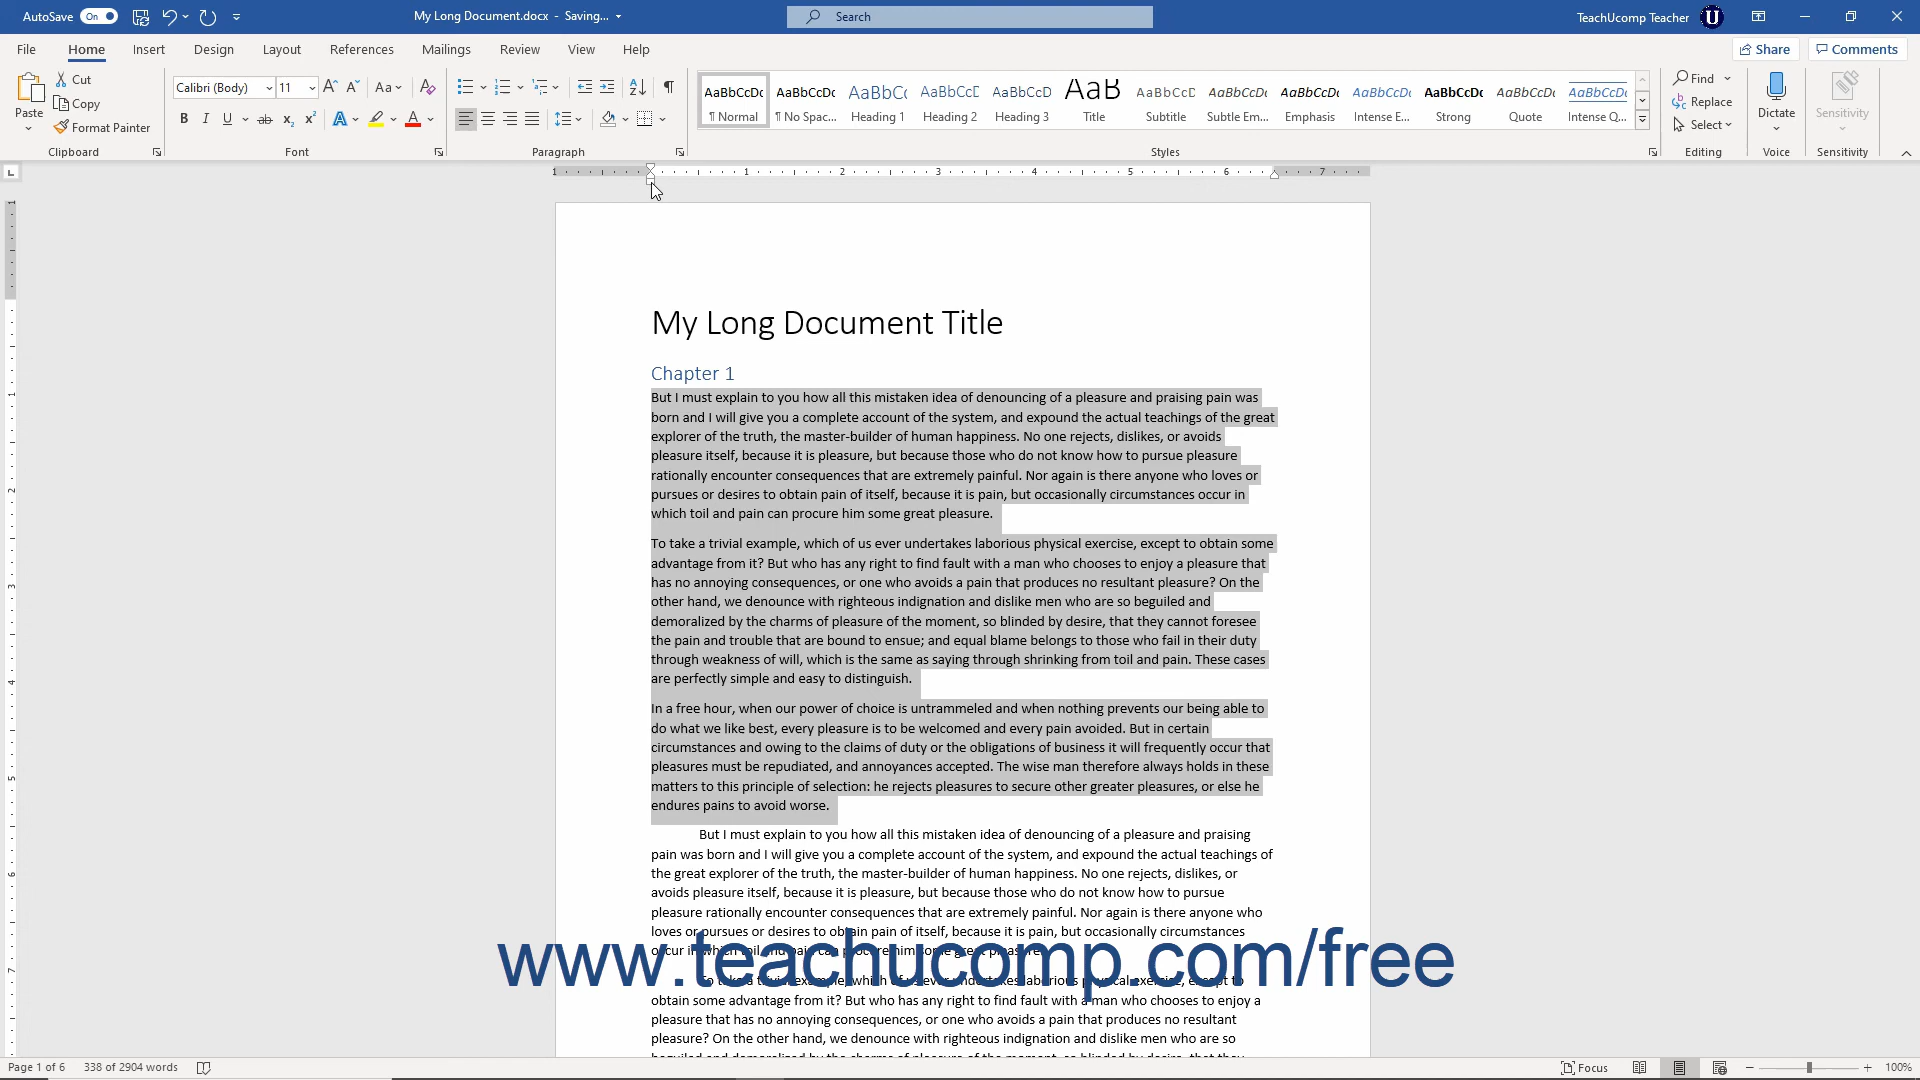 AutoSave On My Long Document.docx - Saving... Search TeachUcomp Teacher U
File Home Insert Design Layout References Mailings Review View Help Share Comments
Paste Cut Copy Format Painter
Calibri (Body) 11 Aa
B I U ab x₂ x² A A
AaBbCcDc AaBbCcDc AaBbCc AaBbCcD AaBbCcD AaB AaBbCcD AaBbCcDc AaBbCcDc AaBbCcDc AaBbCcDc AaBbCcDc AaBbCcDc
¶ Normal ¶ No Spac... Heading 1 Heading 2 Heading 3 Title Subtitle Subtle Em... Emphasis Intense E... Strong Quote Intense Q...
Find Replace Select
Dictate Sensitivity
Clipboard Font Paragraph Styles Editing Voice Sensitivity
1 1 2 3 4 5 6 7
My Long Document Title
Chapter 1
But I must explain to you how all this mistaken idea of denouncing of a pleasure and praising pain was
born and I will give you a complete account of the system, and expound the actual teachings of the great
explorer of the truth, the master-builder of human happiness. No one rejects, dislikes, or avoids
pleasure itself, because it is pleasure, but because those who do not know how to pursue pleasure
rationally encounter consequences that are extremely painful. Nor again is there anyone who loves or
pursues or desires to obtain pain of itself, because it is pain, but occasionally circumstances occur in
which toil and pain can procure him some great pleasure.
To take a trivial example, which of us ever undertakes laborious physical exercise, except to obtain some
advantage from it? But who has any right to find fault with a man who chooses to enjoy a pleasure that
has no annoying consequences, or one who avoids a pain that produces no resultant pleasure? On the
other hand, we denounce with righteous indignation and dislike men who are so beguiled and
demoralized by the charms of pleasure of the moment, so blinded by desire, that they cannot foresee
the pain and trouble that are bound to ensue; and equal blame belongs to those who fail in their duty
through weakness of will, which is the same as saying through shrinking from toil and pain. These cases
are perfectly simple and easy to distinguish.
In a free hour, when our power of choice is untrammeled and when nothing prevents our being able to
do what we like best, every pleasure is to be welcomed and every pain avoided. But in certain
circumstances and owing to the claims of duty or the obligations of business it will frequently occur that
pleasures must be repudiated, and annoyances accepted. The wise man therefore always holds in these
matters to this principle of selection: he rejects pleasures to secure other greater pleasures, or else he
endures pains to avoid worse.
But I must explain to you how all this mistaken idea of denouncing of a pleasure and praising
pain was born and I will give you a complete account of the system, and expound the actual teachings of
the great explorer of the truth, the master-builder of human happiness. No one rejects, dislikes, or
avoids pleasure itself, because it is pleasure, but because those who do not know how to pursue
pleasure rationally encounter consequences that are extremely painful. Nor again is there anyone who
loves or pursues or desires to obtain pain of itself, because it is pain, but occasionally circumstances
occur in which toil and pain can procure him some great pleasure.
www.teachucomp.com/free
To take a trivial example, which of us ever undertakes laborious physical exercise, except to
obtain some advantage from it? But who has any right to find fault with a man who chooses to enjoy a
pleasure that has no annoying consequences, or one who avoids a pain that produces no resultant
pleasure? On the other hand, we denounce with righteous indignation and dislike men who are so
beguiled and demoralized by the charms of pleasure of the moment, so blinded by desire, that they
Page 1 of 6 338 of 2904 words Focus 100%